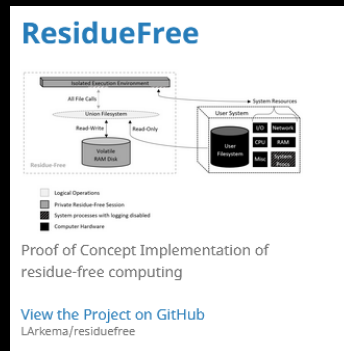 ResidueFree
Isolated Execution Environment
All File Calls
System Resources
Union Filesystem
User System
Read-Write
Read-Only
I/O
Network
User
Filesystem
CPU
RAM
Volatile
RAM Disk
Misc
System
Procs
Residue-Free
Logical Operations
Private Residue-Free Session
System processes with logging disabled
Computer Hardware
Proof of Concept Implementation of
residue-free computing
View the Project on GitHub
LArkema/residuefree